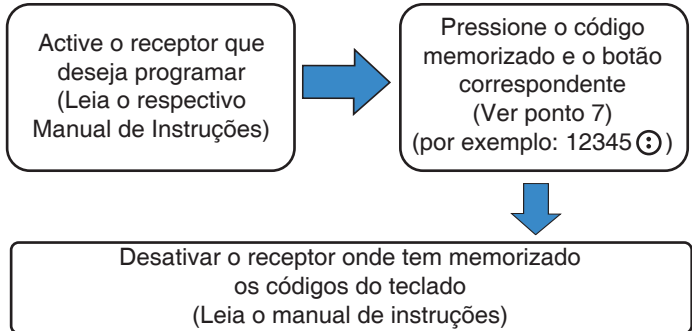 Active o receptor que
deseja programar
(Leia o respectivo
Manual de Instruções)
Pressione o código
memorizado e o botão
correspondente
(Ver ponto 7)
(por exemplo: 12345 :)
Desativar o receptor onde tem memorizado
os códigos do teclado
(Leia o manual de instruções)